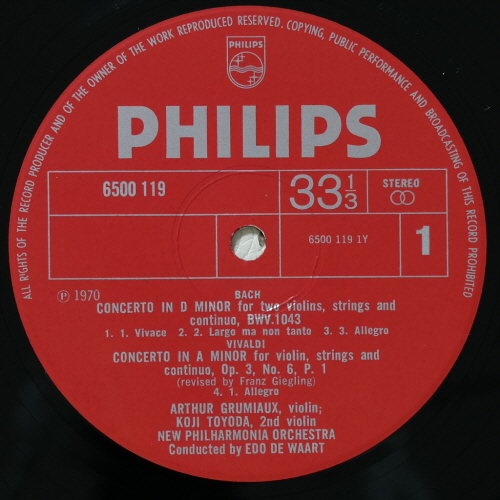 ALL RIGHTS OF THE RECORD PRODUCER AND OF THE OWNER OF THE WORK REPRODUCED RESERVED. COPYING, PUBLIC PERFORMANCE AND BROADCASTING OF THIS RECORD PROHIBITED
PHILIPS
PHILIPS
6500 119
33 1/3
STEREO
6500 119 1Y
1
℗ 1970
BACH
CONCERTO IN D MINOR for two violins, strings and
continuo, BWV.1043
1. 1. Vivace 2. 2. Largo ma non tanto 3. 3. Allegro
VIVALDI
CONCERTO IN A MINOR for violin, strings and
continuo, Op. 3, No. 6, P. 1
(revised by Franz Giegling)
4. 1. Allegro
ARTHUR GRUMIAUX, violin;
KOJI TOYODA, 2nd violin
NEW PHILHARMONIA ORCHESTRA
Conducted by EDO DE WAART